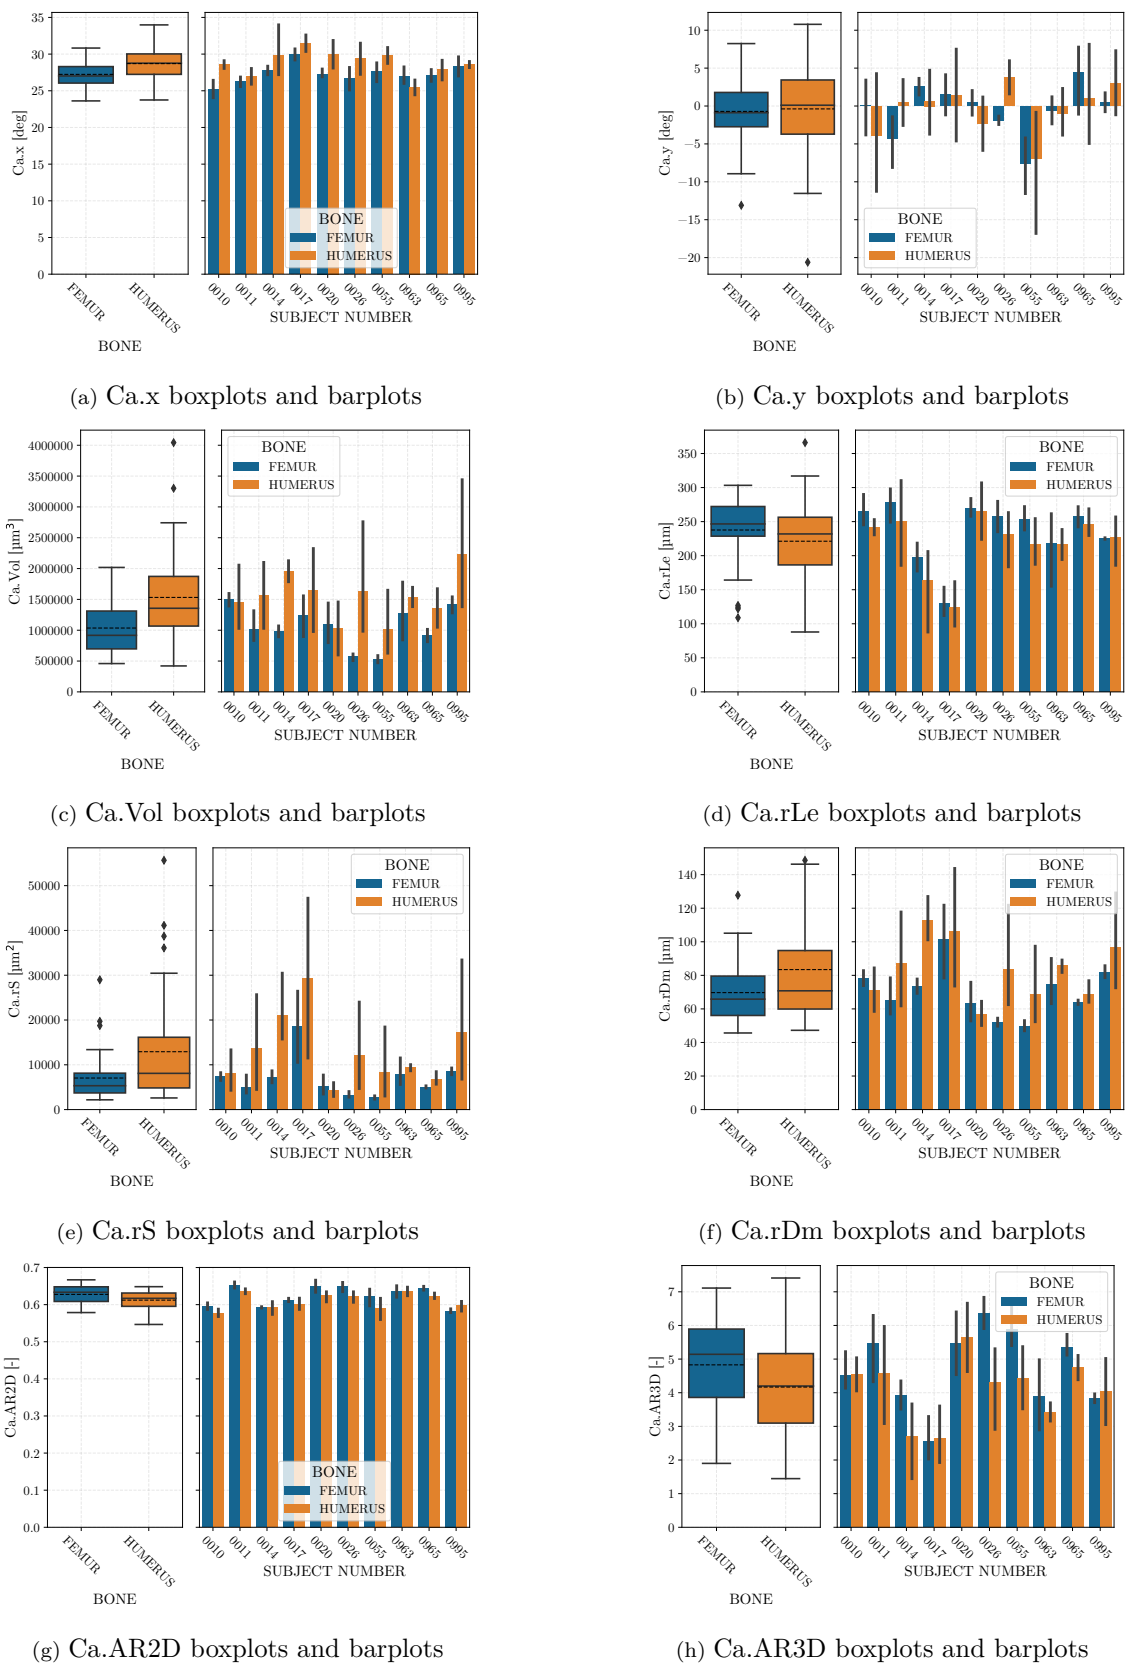 35
30
25
20
15
10
5
0
Ca.x [deg]
FEMUR
HUMERUS
BONE
BONE
FEMUR
HUMERUS
0010
0011
0014
0017
0020
0026
0055
0963
0965
0995
SUBJECT NUMBER
(a) Ca.x boxplots and barplots
10
5
0
−5
−10
−15
−20
Ca.y [deg]
FEMUR
HUMERUS
BONE
BONE
FEMUR
HUMERUS
0010
0011
0014
0017
0020
0026
0055
0963
0965
0995
SUBJECT NUMBER
(b) Ca.y boxplots and barplots
4000000
3500000
3000000
2500000
2000000
1500000
1000000
500000
0
Ca.Vol [µm³]
FEMUR
HUMERUS
BONE
BONE
FEMUR
HUMERUS
0010
0011
0014
0017
0020
0026
0055
0963
0965
0995
SUBJECT NUMBER
(c) Ca.Vol boxplots and barplots
350
300
250
200
150
100
50
0
Ca.rLe [µm]
FEMUR
HUMERUS
BONE
BONE
FEMUR
HUMERUS
0010
0011
0014
0017
0020
0026
0055
0963
0965
0995
SUBJECT NUMBER
(d) Ca.rLe boxplots and barplots
50000
40000
30000
20000
10000
0
Ca.rS [µm²]
FEMUR
HUMERUS
BONE
BONE
FEMUR
HUMERUS
0010
0011
0014
0017
0020
0026
0055
0963
0965
0995
SUBJECT NUMBER
(e) Ca.rS boxplots and barplots
140
120
100
80
60
40
20
0
Ca.rDm [µm]
FEMUR
HUMERUS
BONE
BONE
FEMUR
HUMERUS
0010
0011
0014
0017
0020
0026
0055
0963
0965
0995
SUBJECT NUMBER
(f) Ca.rDm boxplots and barplots
0.7
0.6
0.5
0.4
0.3
0.2
0.1
0.0
Ca.AR2D [-]
FEMUR
HUMERUS
BONE
BONE
FEMUR
HUMERUS
0010
0011
0014
0017
0020
0026
0055
0963
0965
0995
SUBJECT NUMBER
(g) Ca.AR2D boxplots and barplots
7
6
5
4
3
2
1
0
Ca.AR3D [-]
FEMUR
HUMERUS
BONE
BONE
FEMUR
HUMERUS
0010
0011
0014
0017
0020
0026
0055
0963
0965
0995
SUBJECT NUMBER
(h) Ca.AR3D boxplots and barplots